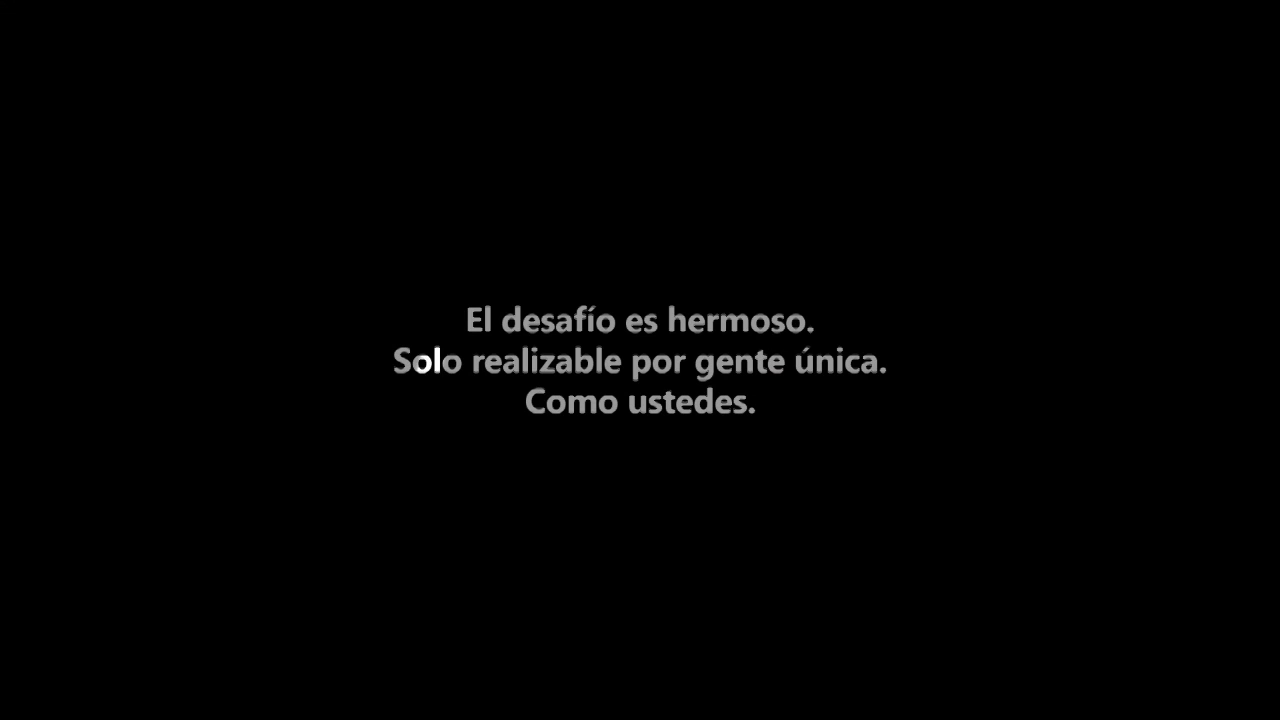 El desafío es hermoso.
Solo realizable por gente única.
Como ustedes.